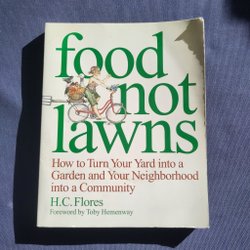 food
not
lawns
How to Turn Your Yard into a
Garden and Your Neighborhood
into a Community
H.C. Flores
Foreword by Toby Hemenway